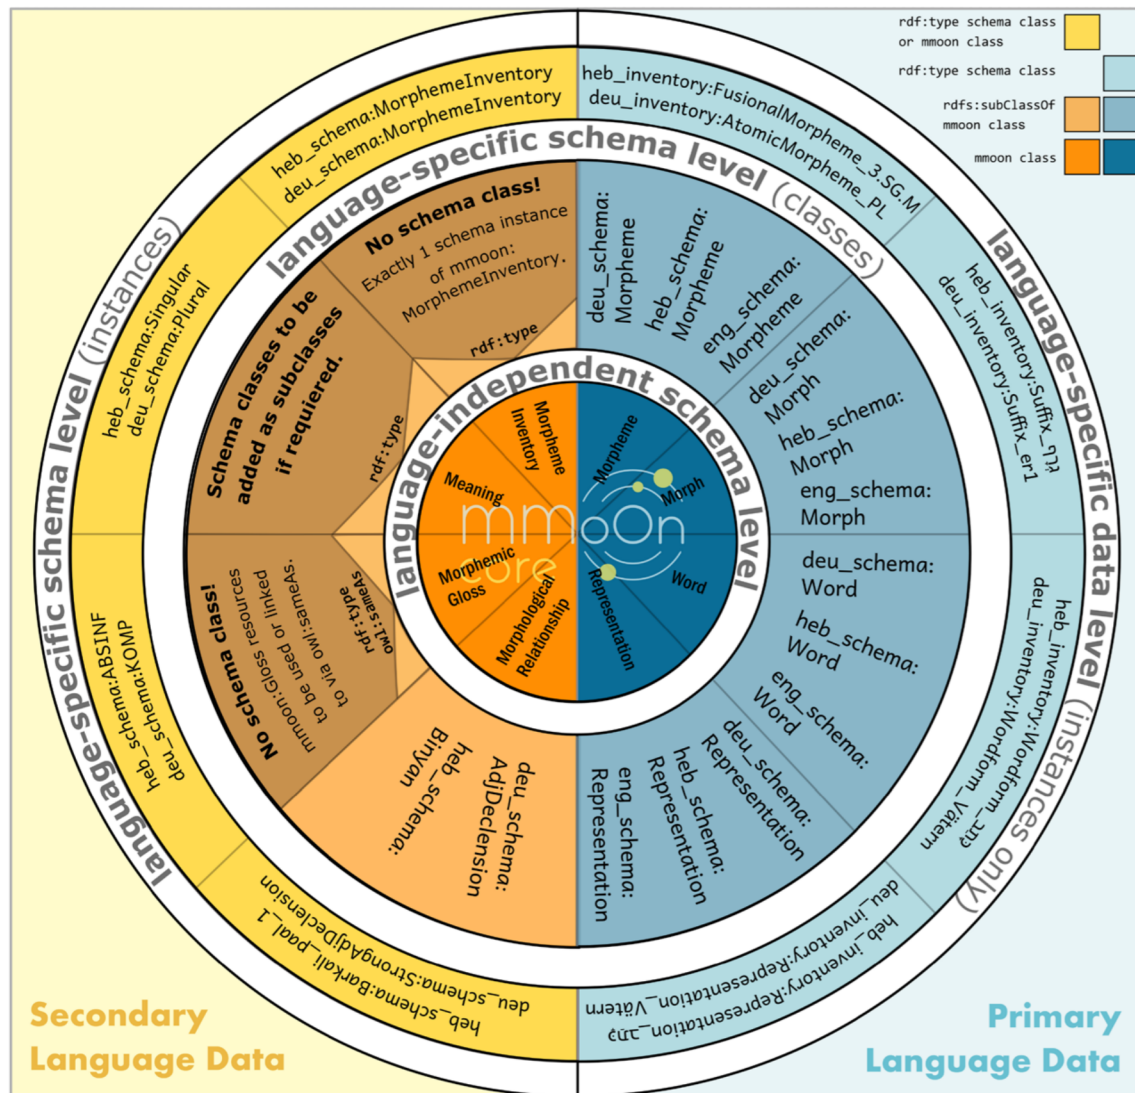 rdf:type schema class
or mmoon class
rdf:type schema class
rdfs:subClassOf
mmoon class
mmoon class
heb_schema:MorphemeInventory
deu_schema:MorphemeInventory
heb_inventory:FusionalMorpheme_3.SG.M
deu_inventory:AtomicMorpheme_PL
language-specific schema level (classes)
language-specific schema level (instances)
language-specific data level (instances only)
heb_schema:Singular
deu_schema:Plural
No schema class!
Exactly 1 schema instance
of mmoon:
MorphemeInventory.
rdf:type
Schema classes to be
added as subclasses
if requiered.
rdf:type
deu_schema:
Morpheme
heb_schema:
Morpheme
eng_schema:
Morpheme
deu_schema:
Morph
heb_schema:
Morph
eng_schema:
Morph
heb_inventory:Suffix_
deu_inventory:Suffix_er1
language-independent schema level
Morpheme
Inventory
Morpheme
Meaning
Morph
mmoon
core
Morphemic
Gloss
Word
Morphological
Relationship
Representation
No schema class!
mmoon:Gloss resources
to be used or linked
to via owl:sameAs.
rdf:type
owl:sameAs
heb_schema:ABSINF
deu_schema:KOMP
deu_schema:
Word
heb_schema:
Word
eng_schema:
Word
heb_inventory:Wordform_
deu_inventory:Wordform_Vätern
heb_schema:
Binyan
deu_schema:
AdjDeclension
eng_schema:
Representation
heb_schema:
Representation
deu_schema:
Representation
heb_schema:Barkali_paal_1
deu_schema:StrongAdjDeclension
heb_inventory:Representation_
deu_inventory:Representation_Vätern
Secondary
Language Data
Primary
Language Data